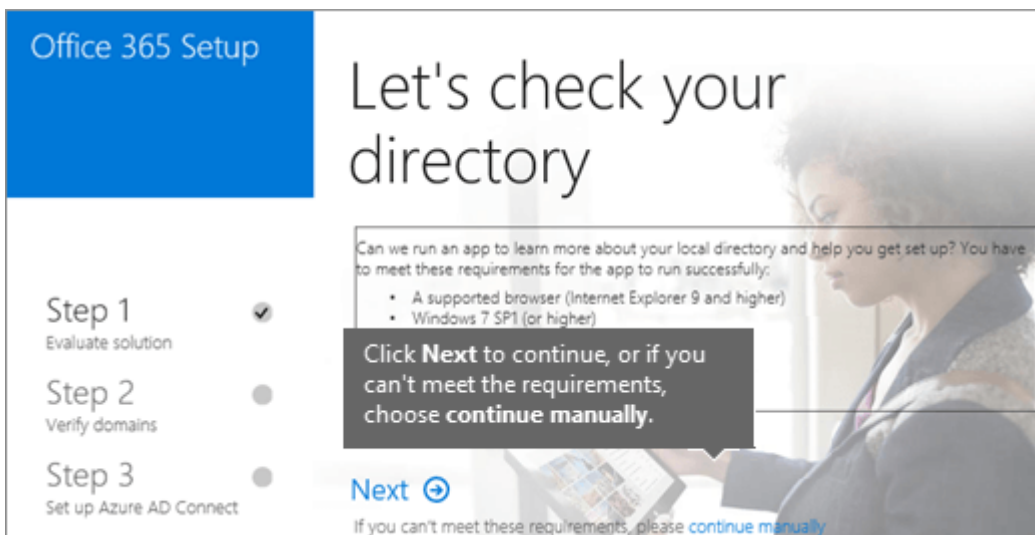 Office 365 Setup
Let's check your
directory
Can we run an app to learn more about your local directory and help you get set up? You have
to meet these requirements for the app to run successfully:
• A supported browser (Internet Explorer 9 and higher)
• Windows 7 SP1 (or higher)
Click Next to continue, or if you
can't meet the requirements,
choose continue manually.
Step 1
Evaluate solution
Step 2
Verify domains
Step 3
Set up Azure AD Connect
Next
If you can't meet these requirements, please continue manually